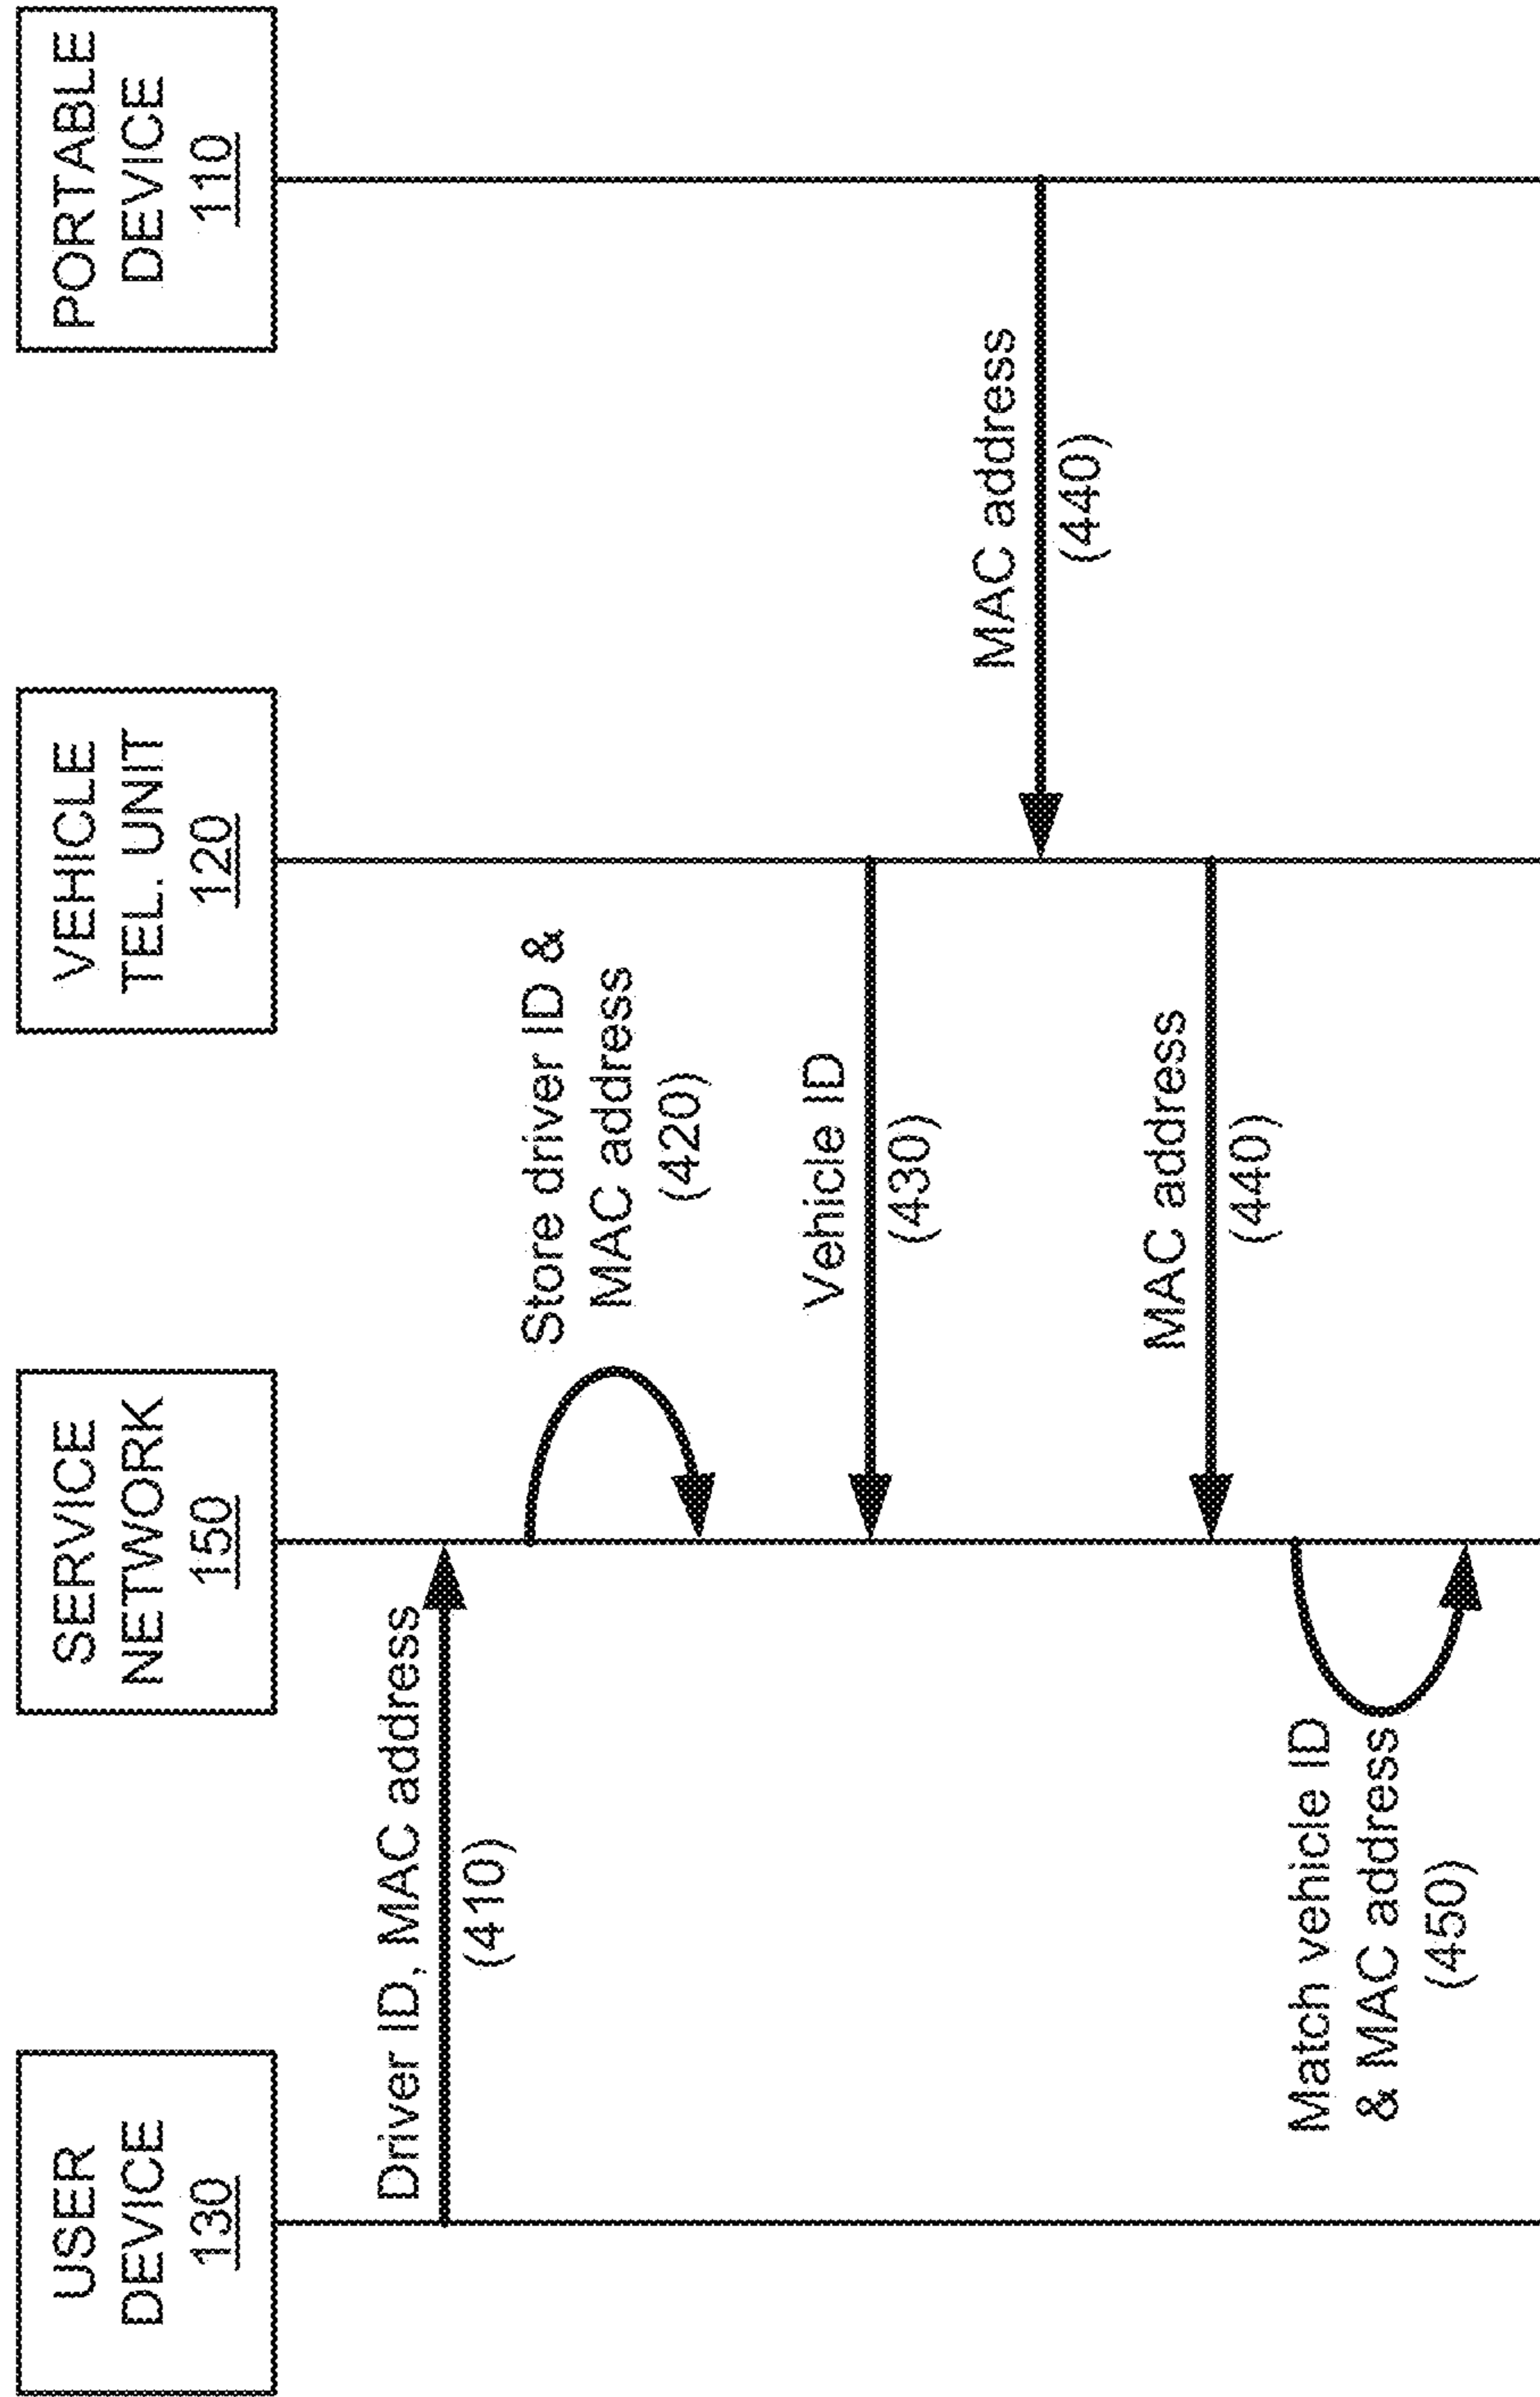 USER
DEVICE
130
SERVICE
NETWORK
150
VEHICLE
TEL. UNIT
120
PORTABLE
DEVICE
110
Driver ID, MAC address
(410)
Store driver ID &
MAC address
(420)
Vehicle ID
(430)
MAC address
(440)
MAC address
(440)
Match vehicle ID
& MAC address
(450)